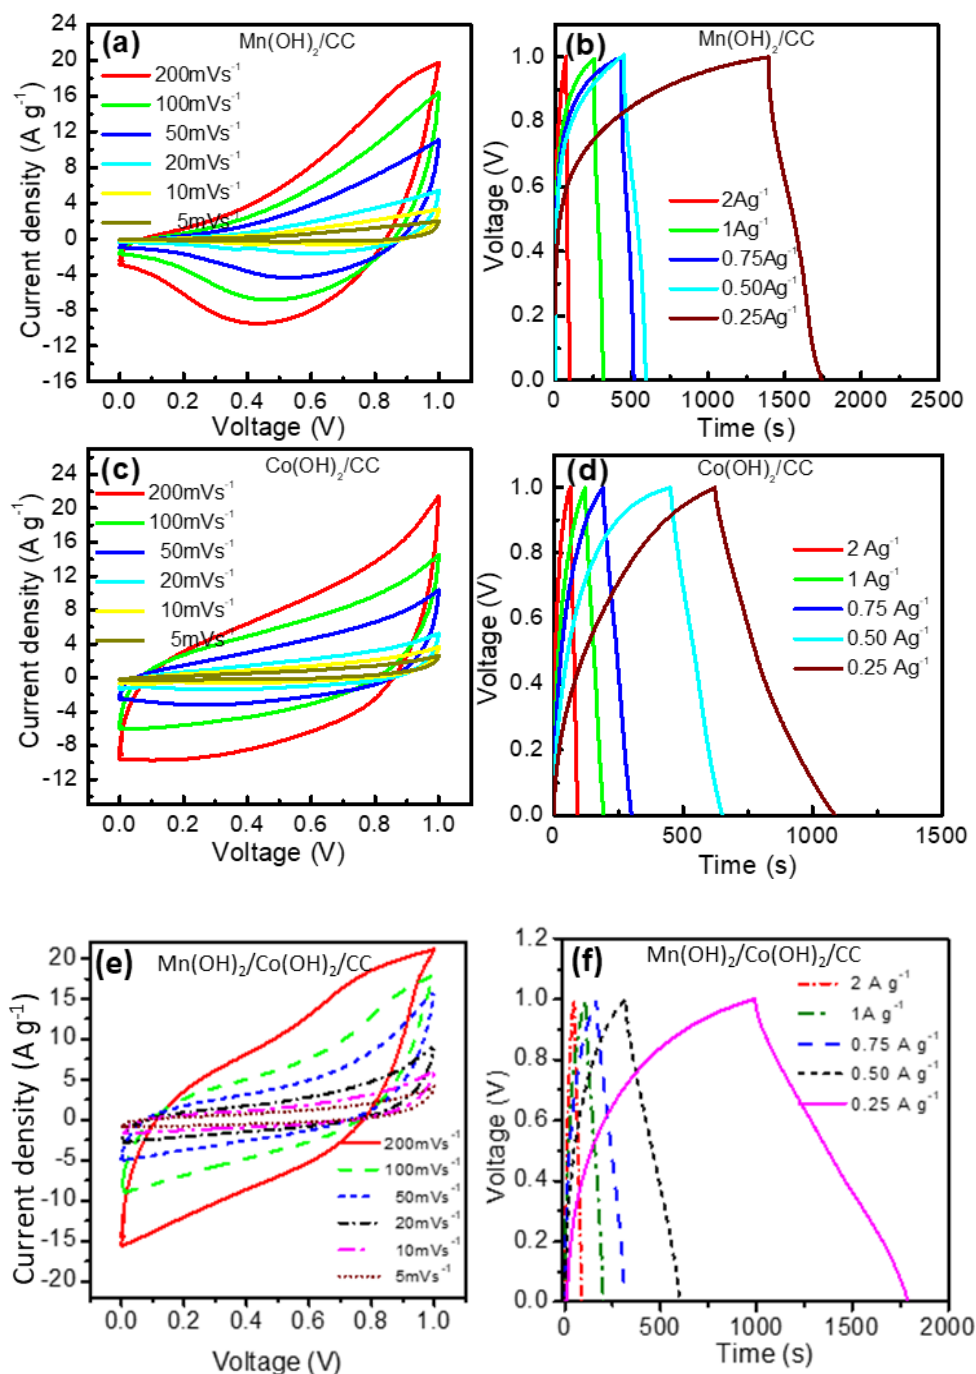 (a)
Mn(OH)₂/CC
200mVs⁻¹
100mVs⁻¹
50mVs⁻¹
20mVs⁻¹
10mVs⁻¹
5mVs
24
20
16
12
8
4
0
-4
-8
-12
-16
0.0 0.2 0.4 0.6 0.8 1.0
Current density (A g⁻¹)
Voltage (V)
(b)
Mn(OH)₂/CC
2Ag⁻¹
1Ag⁻¹
0.75Ag⁻¹
0.50Ag⁻¹
0.25Ag⁻¹
1.0
0.8
0.6
0.4
0.2
0.0
0 500 1000 1500 2000 2500
Voltage (V)
Time (s)
(c)
Co(OH)₂/CC
200mVs⁻¹
100mVs⁻¹
50mVs⁻¹
20mVs⁻¹
10mVs⁻¹
5mVs
24
20
16
12
8
4
0
-4
-8
-12
0.0 0.2 0.4 0.6 0.8 1.0
Current density (A g⁻¹)
Voltage (V)
(d)
Co(OH)₂/CC
2 Ag⁻¹
1 Ag⁻¹
0.75 Ag⁻¹
0.50 Ag⁻¹
0.25 Ag⁻¹
1.0
0.8
0.6
0.4
0.2
0.0
0 500 1000 1500
Voltage (V)
Time (s)
(e)
Mn(OH)₂/Co(OH)₂/CC
200mVs⁻¹
100mVs⁻¹
50mVs⁻¹
20mVs⁻¹
10mVs⁻¹
5mVs⁻¹
20
15
10
5
0
-5
-10
-15
-20
0.0 0.2 0.4 0.6 0.8 1.0
Current density (A g⁻¹)
Voltage (V)
(f)
Mn(OH)₂/Co(OH)₂/CC
2 A g⁻¹
1A g⁻¹
0.75 A g⁻¹
0.50 A g⁻¹
0.25 A g⁻¹
1.2
1.0
0.8
0.6
0.4
0.2
0.0
0 500 1000 1500 2000
Voltage (V)
Time (s)